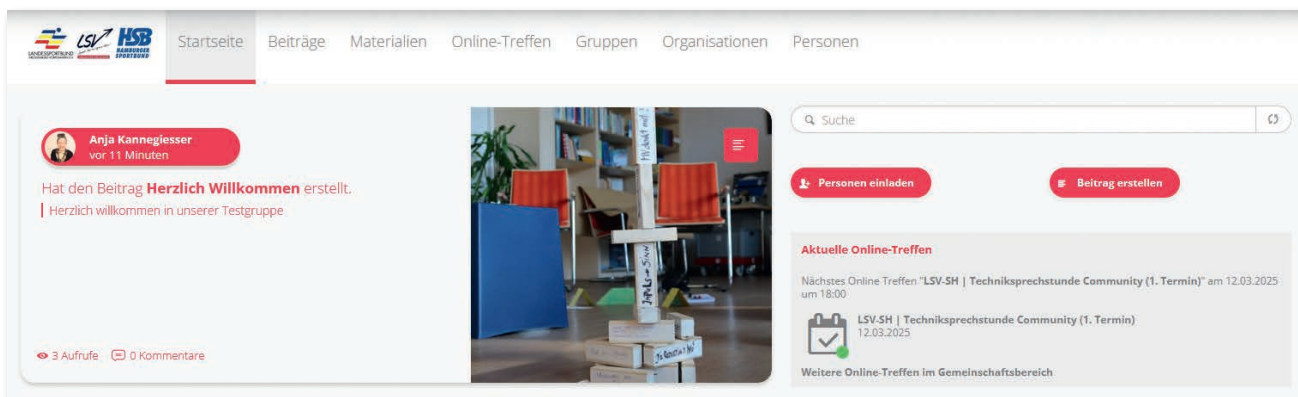 LSV
HSB
HAMBURGER
SPORTBUND
LANDESSPORTBUND
Startseite
Beiträge
Materialien
Online-Treffen
Gruppen
Organisationen
Personen
Anja Kannegiesser
vor 11 Minuten
Hat den Beitrag Herzlich Willkommen erstellt.
Herzlich willkommen in unserer Testgruppe
3 Aufrufe
0 Kommentare
Suche
Personen einladen
Beitrag erstellen
Aktuelle Online-Treffen
Nächstes Online Treffen "LSV-SH | Techniksprechstunde Community (1. Termin)" am 12.03.2025
um 18:00
LSV-SH | Techniksprechstunde Community (1. Termin)
12.03.2025
Weitere Online-Treffen im Gemeinschaftsbereich